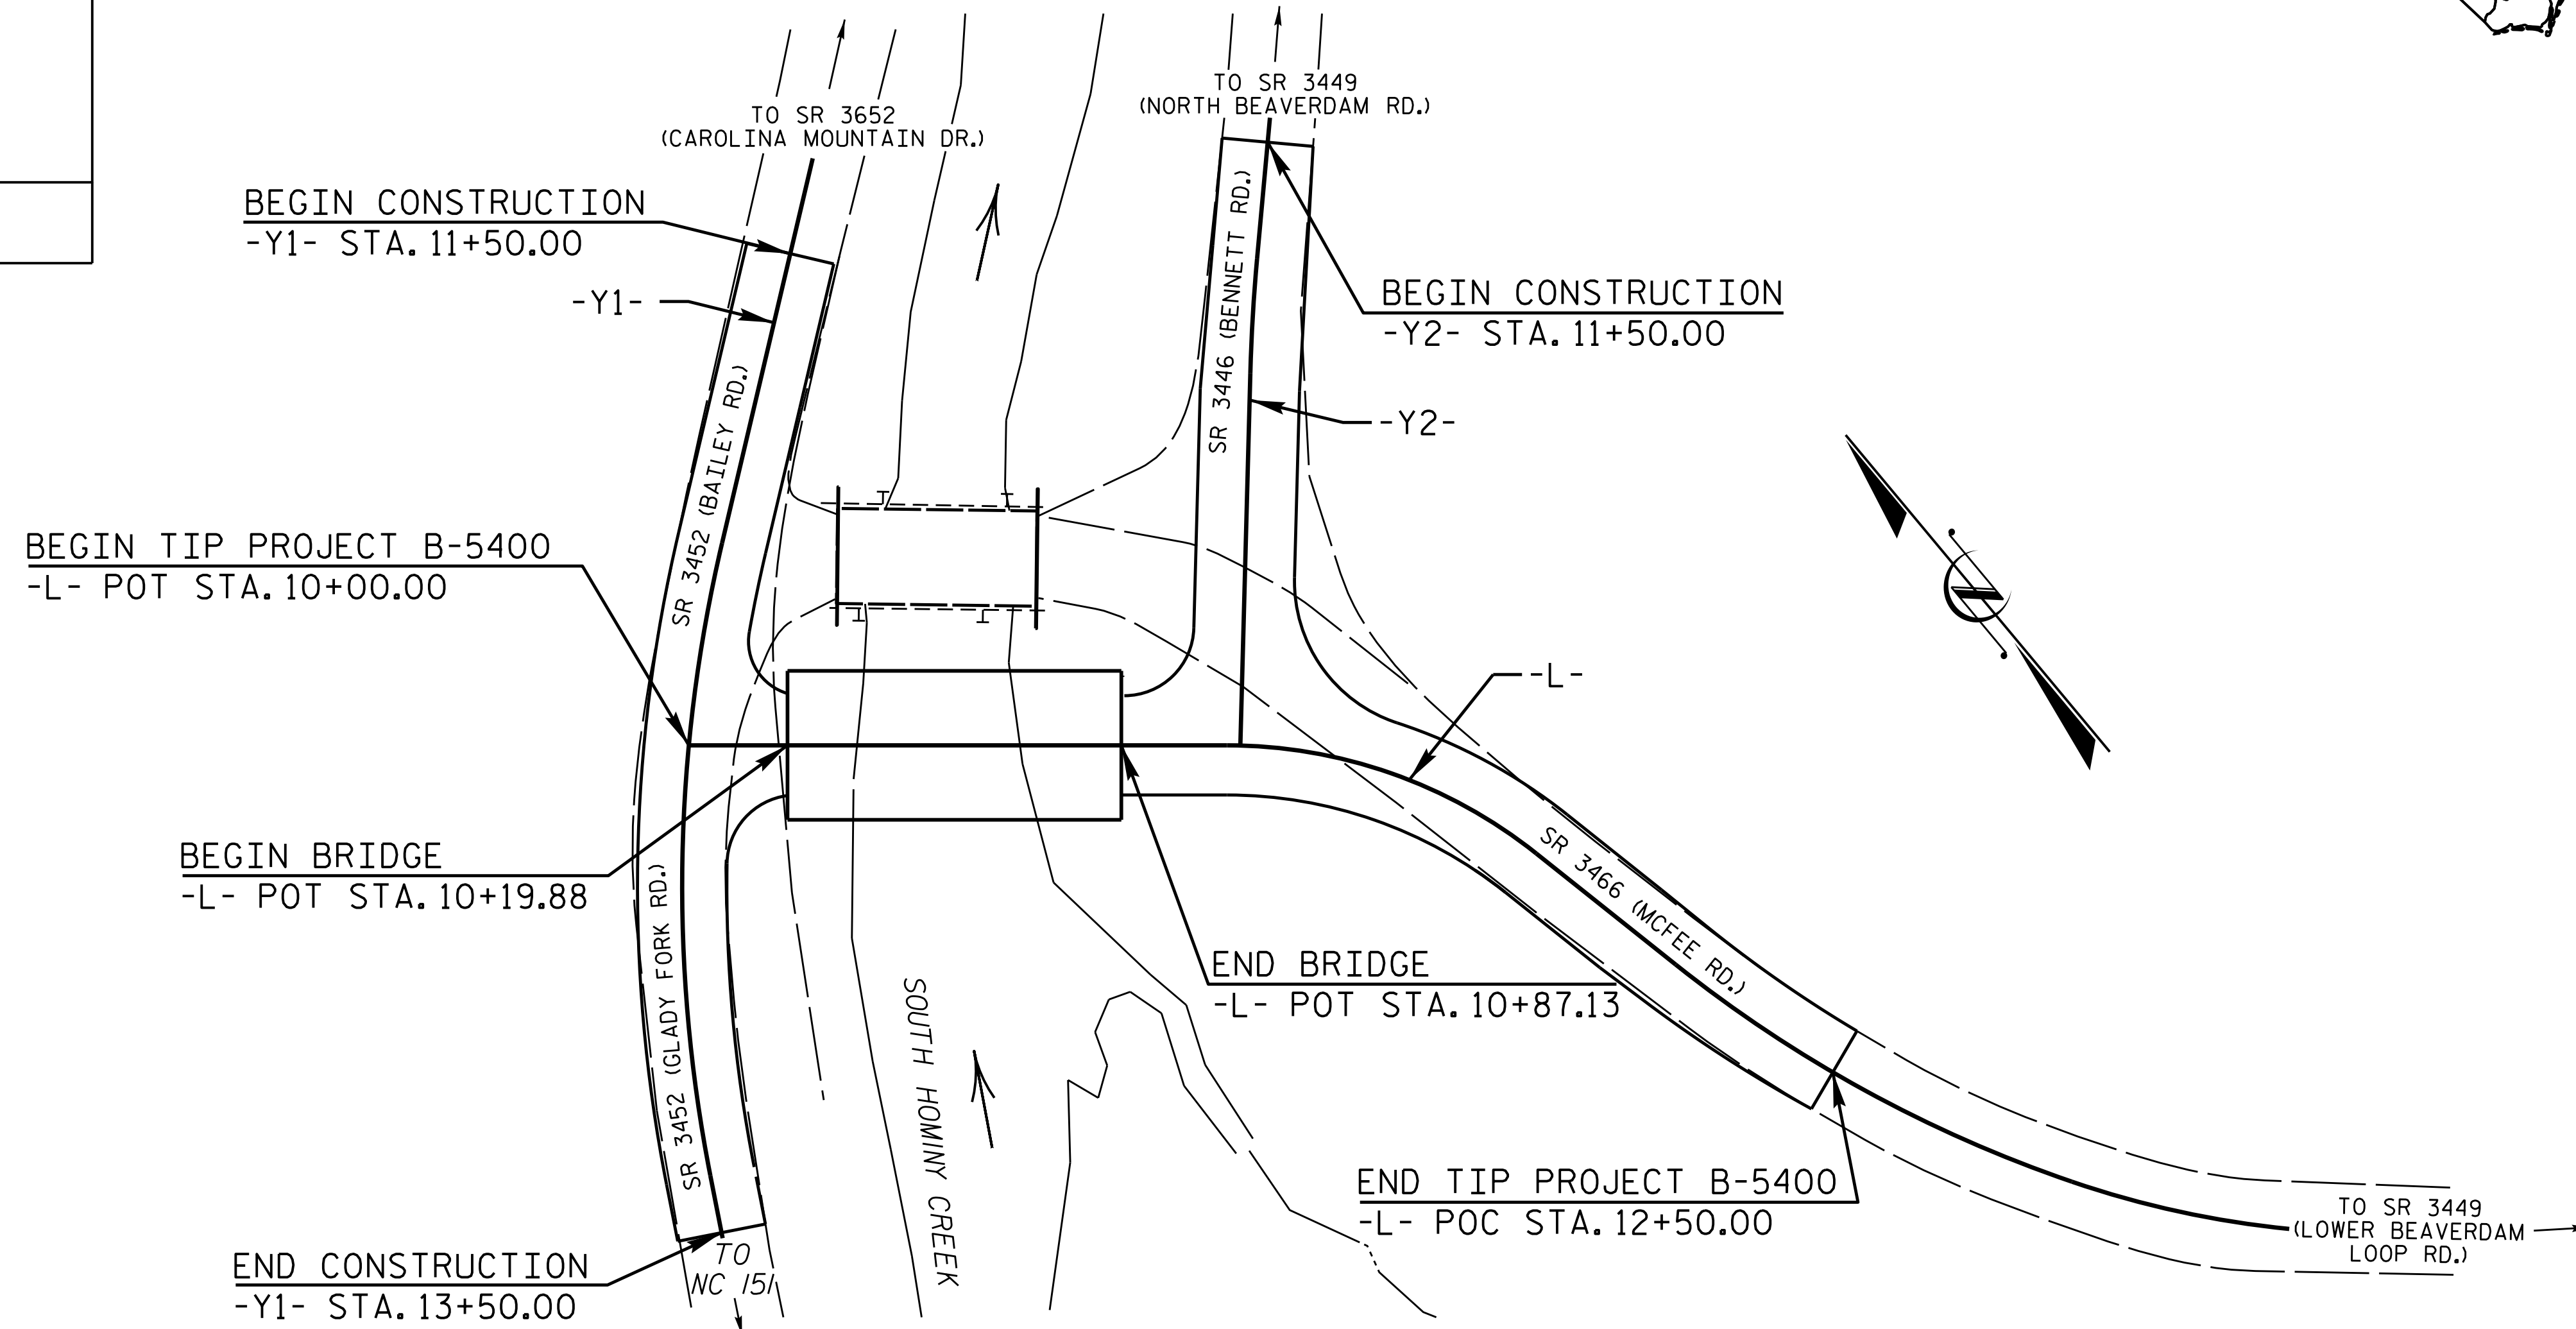 TO SR 3449
(NORTH BEAVERDAM RD.)
TO SR 3652
(CAROLINA MOUNTAIN DR.)
BEGIN CONSTRUCTION
-Y1- STA. 11+50.00
-Y1-
BEGIN CONSTRUCTION
-Y2- STA. 11+50.00
-Y2-
SR 3446 (BENNETT RD.)
SR 3452 (BAILEY RD.)
BEGIN TIP PROJECT B-5400
-L- POT STA. 10+00.00
-L-
BEGIN BRIDGE
-L- POT STA. 10+19.88
SR 3466 (MCFEE RD.)
END BRIDGE
-L- POT STA. 10+87.13
SR 3452 (GLADY FORK RD.)
SOUTH HOMINY CREEK
END TIP PROJECT B-5400
-L- POC STA. 12+50.00
TO SR 3449
(LOWER BEAVERDAM
LOOP RD.)
END CONSTRUCTION
-Y1- STA. 13+50.00
TO
NC 151